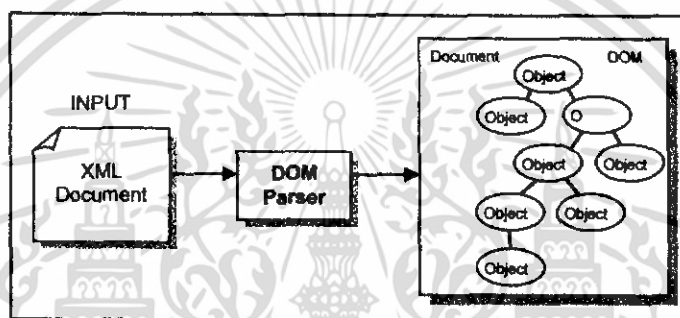 INPUT
XML
Document
DOM
Parser
Document DOM
Object
Object
O
Object
Object
Object
Object
Object